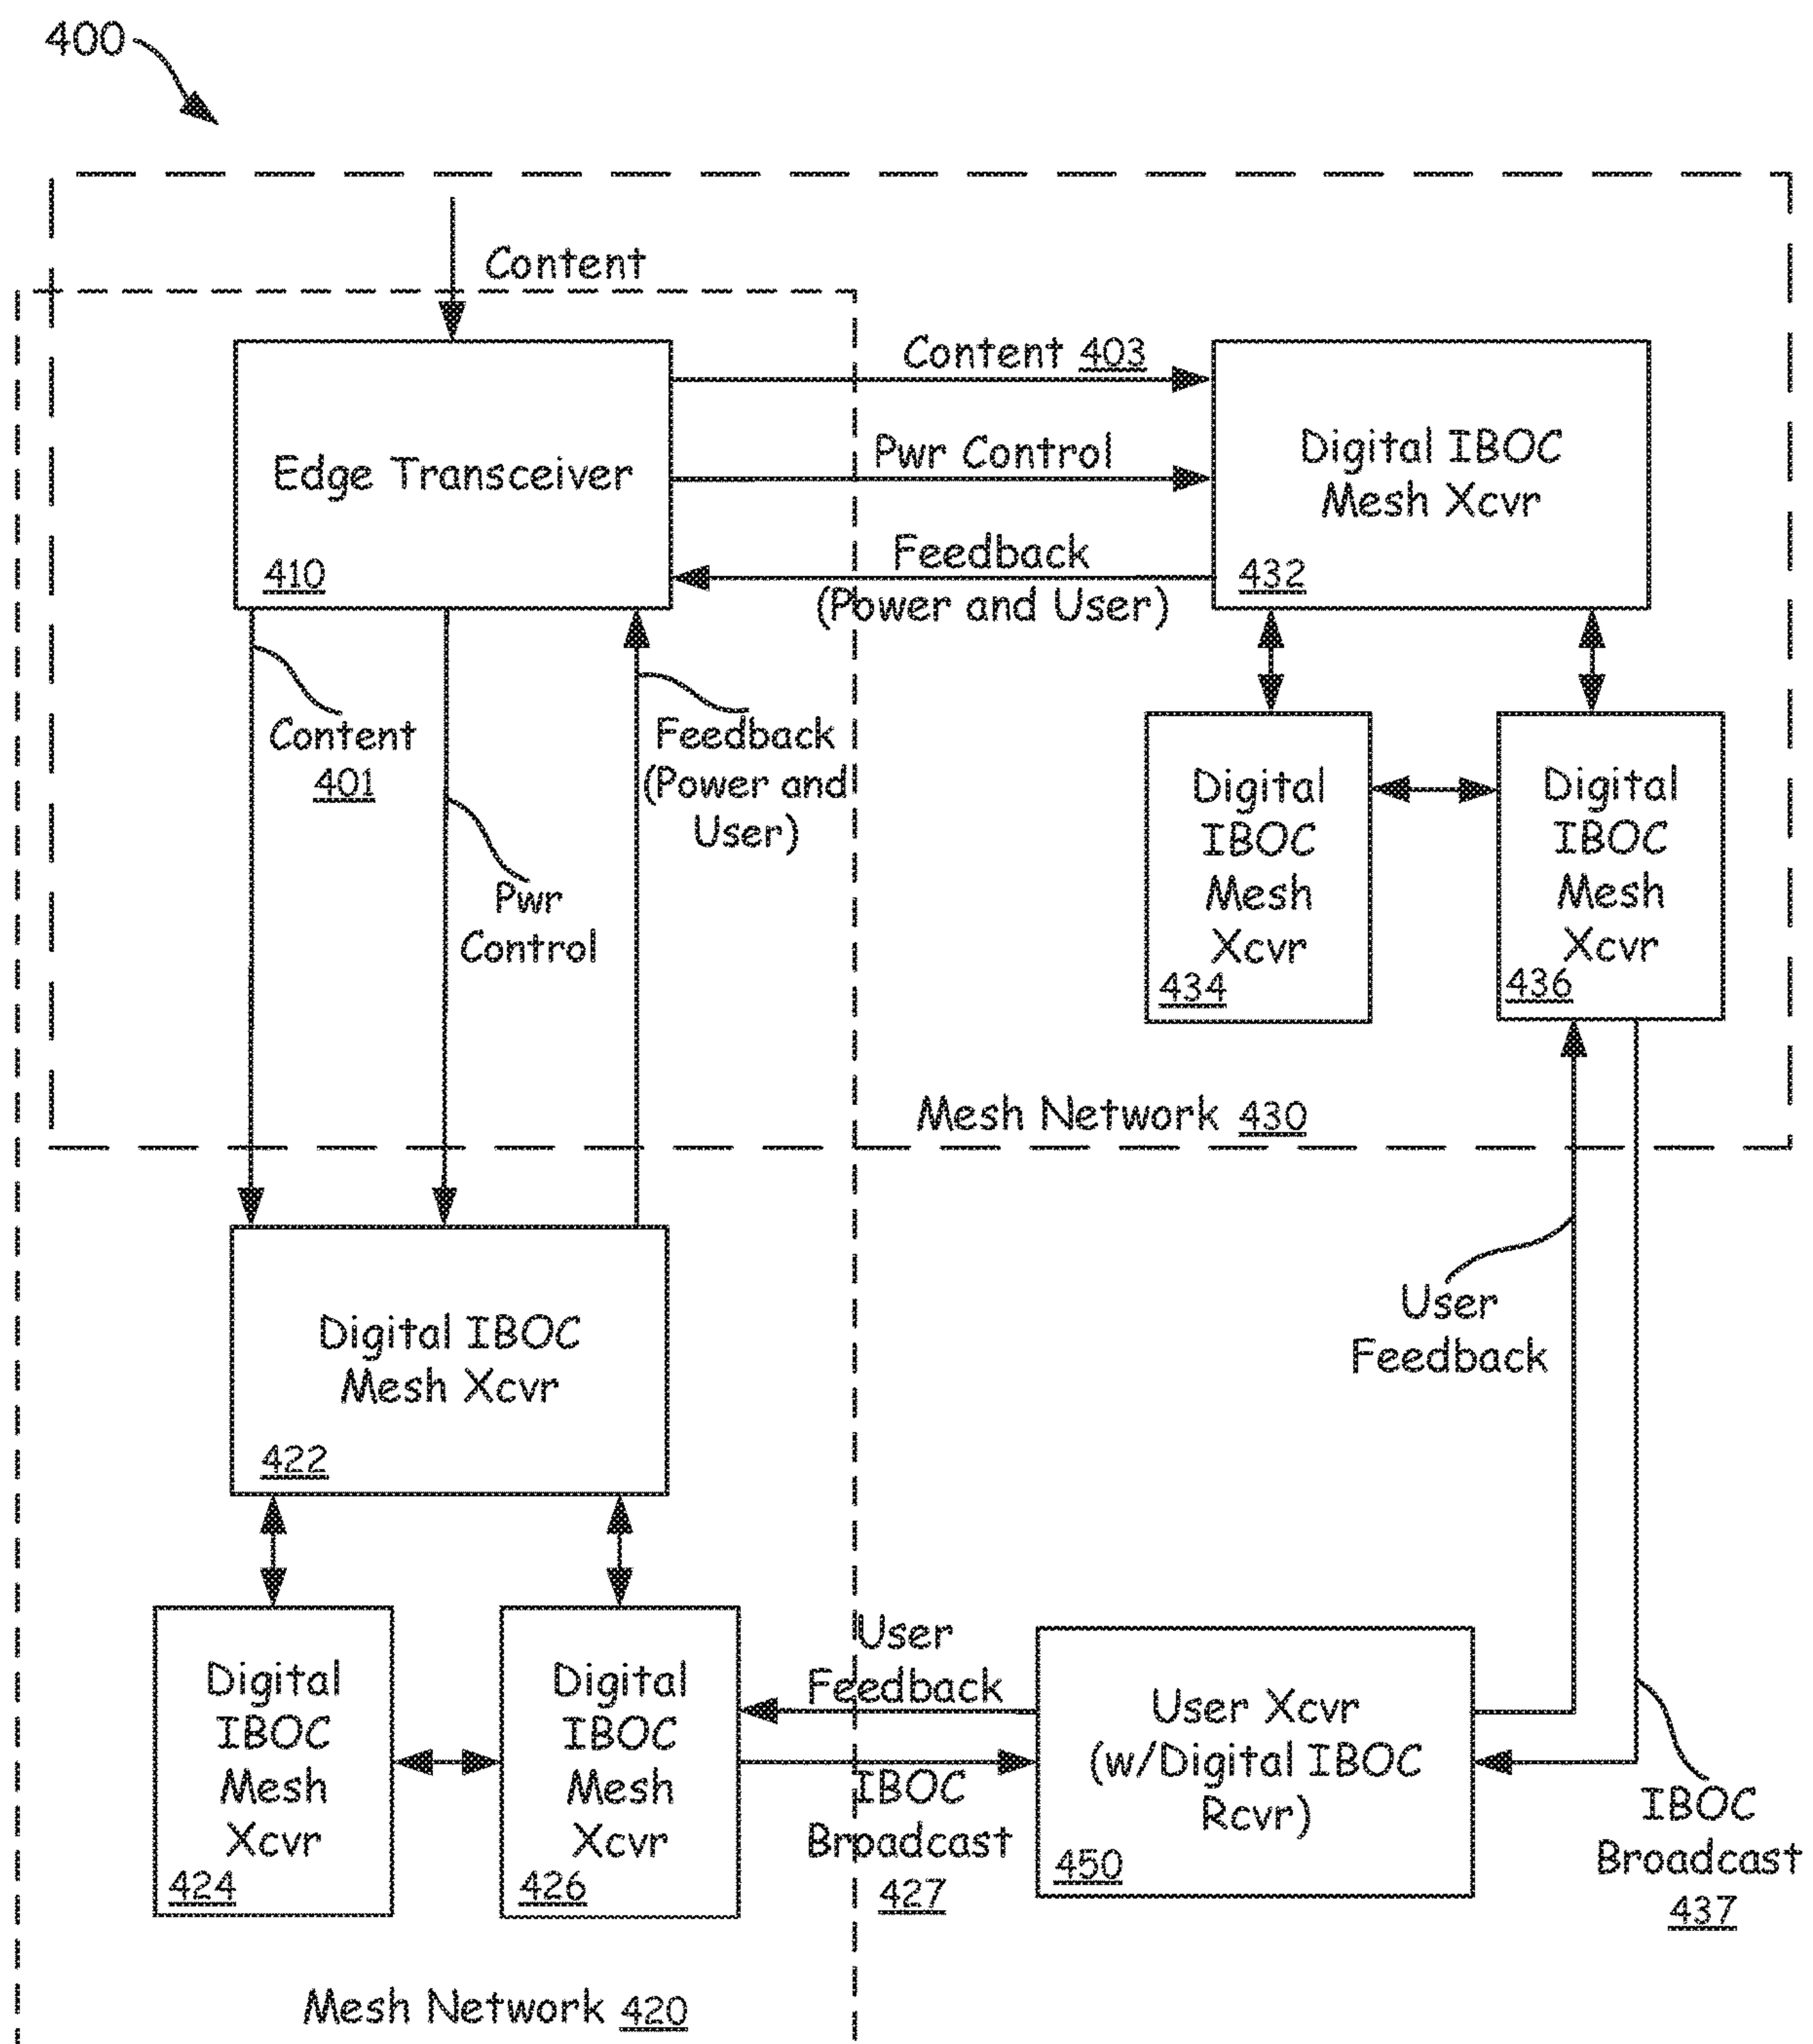 400
Content
Content 403
Pwr Control
Feedback
(Power and User)
Edge Transceiver
410
Digital IBOC
Mesh Xcvr
432
Content
401
Pwr
Control
Feedback
(Power and
User)
Digital
IBOC
Mesh
Xcvr
434
Digital
IBOC
Mesh
Xcvr
436
Mesh Network 430
Digital IBOC
Mesh Xcvr
422
User
Feedback
Digital
IBOC
Mesh
Xcvr
424
Digital
IBOC
Mesh
Xcvr
426
User
Feedback
IBOC
Broadcast
427
User Xcvr
(w/Digital IBOC
Rcvr)
450
IBOC
Broadcast
437
Mesh Network 420